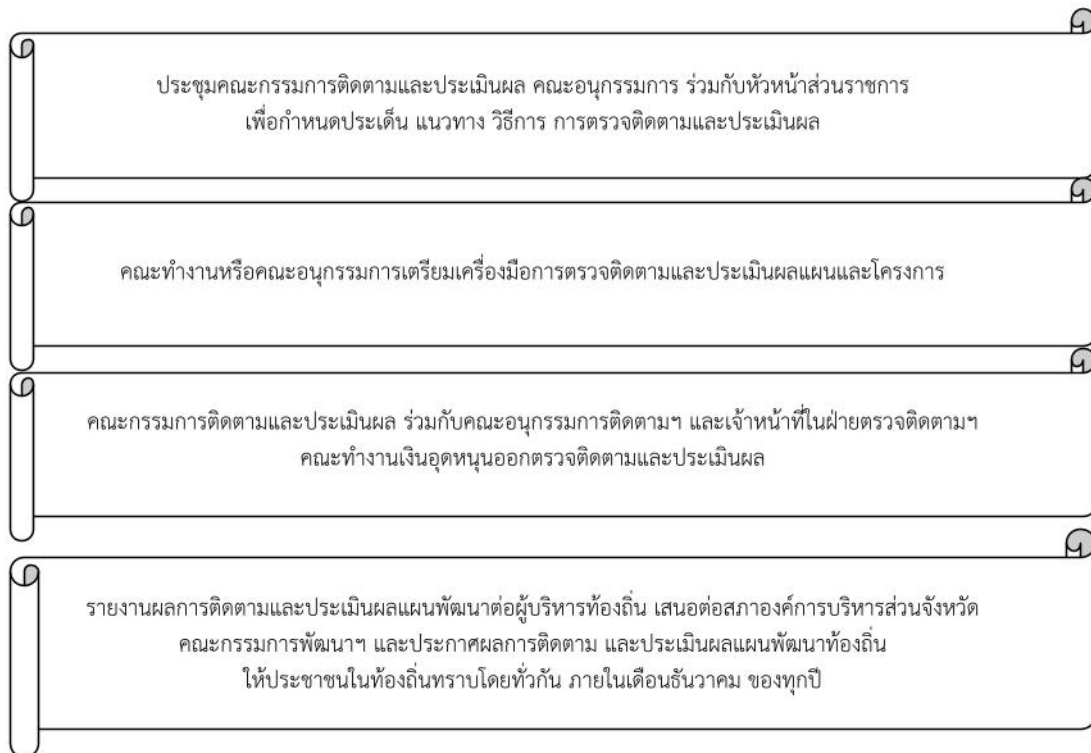 ประชุมคณะกรรมการติดตามและประเมินผล คณะอนุกรรมการ ร่วมกับหัวหน้าส่วนราชการ
เพื่อกำหนดประเด็น แนวทาง วิธีการ การตรวจติดตามและประเมินผล
คณะทำงานหรือคณะอนุกรรมการเตรียมเครื่องมือการตรวจติดตามและประเมินผลแผนและโครงการ
คณะกรรมการติดตามและประเมินผล ร่วมกับคณะอนุกรรมการติดตามฯ และเจ้าหน้าที่ในฝ่ายตรวจติดตามฯ
คณะทำงานเงินอุดหนุนออกตรวจติดตามและประเมินผล
รายงานผลการติดตามและประเมินผลแผนพัฒนาต่อผู้บริหารท้องถิ่น เสนอต่อสภาองค์การบริหารส่วนจังหวัด
คณะกรรมการพัฒนาฯ และประกาศผลการติดตาม และประเมินผลแผนพัฒนาท้องถิ่น
ให้ประชาชนในท้องถิ่นทราบโดยทั่วกัน ภายในเดือนธันวาคม ของทุกปี